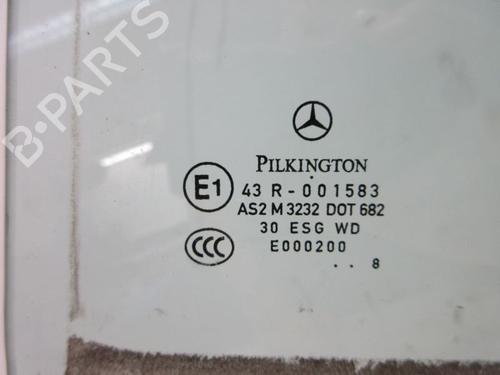 B-PARTS
PILKINGTON
E1
43 R-001583
AS2 M 3232 DOT 682
30 ESG WD
CCC
E000200
.. 8